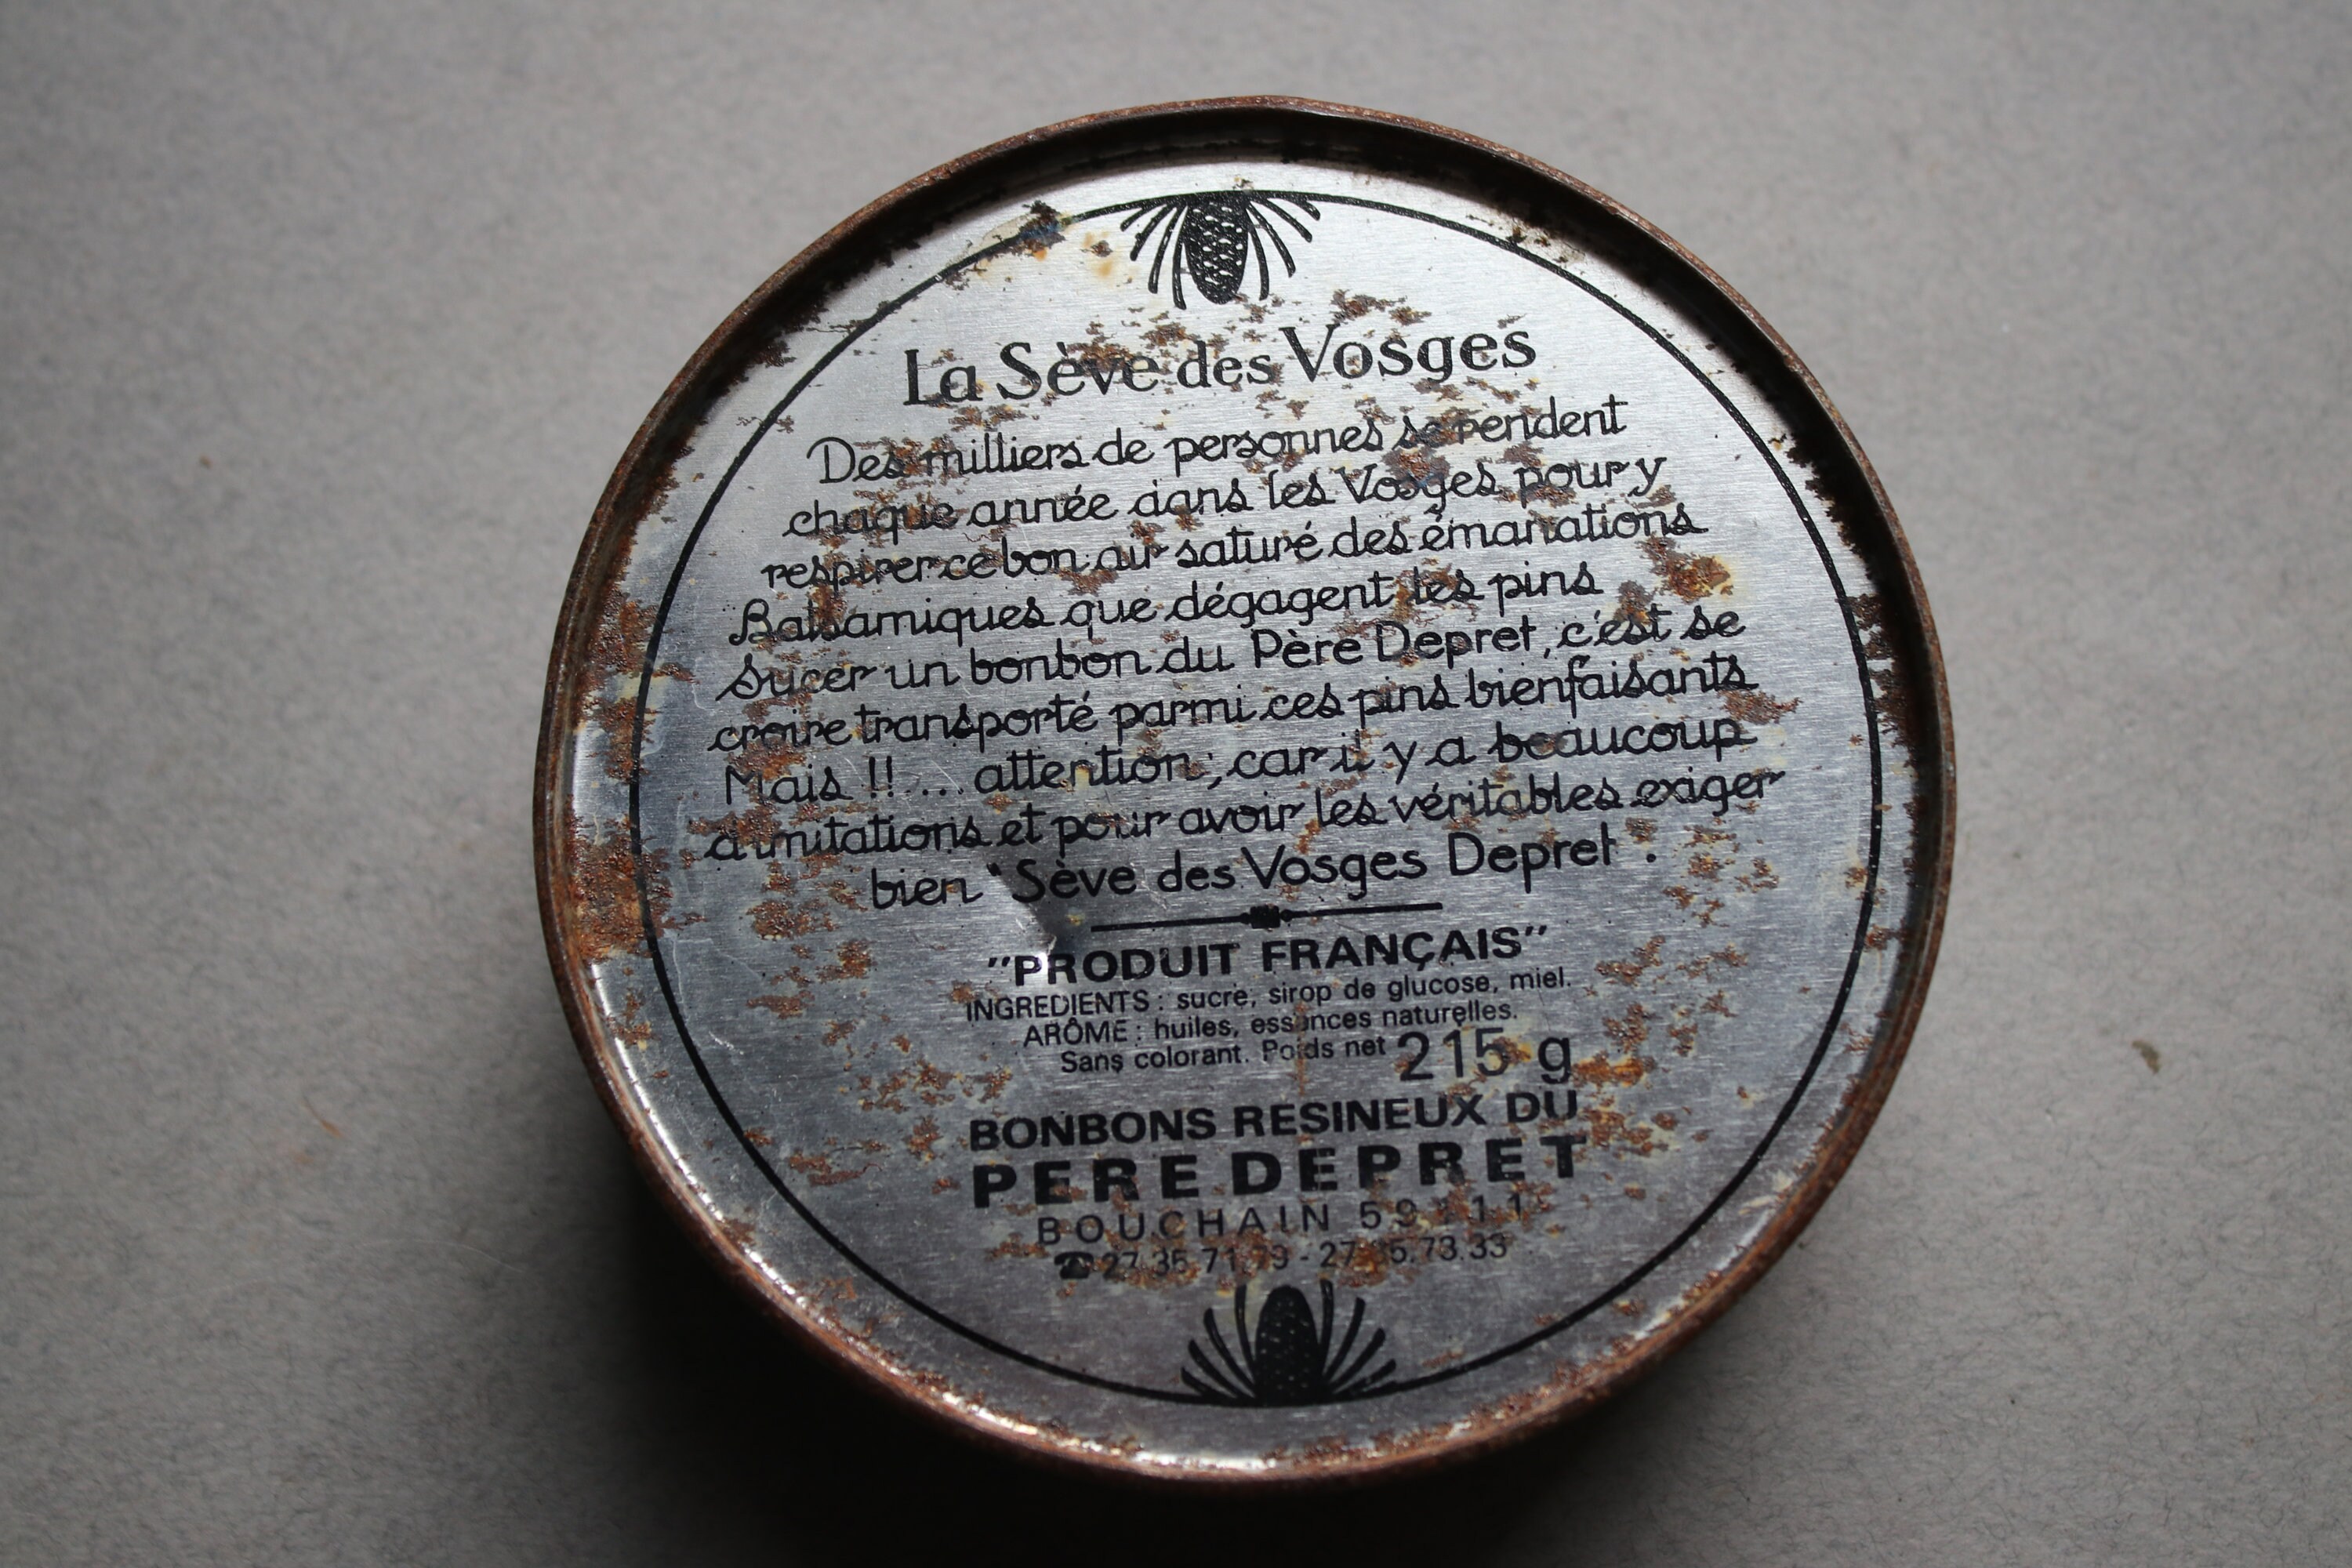 La Sève des Vosges
Des milliers de personnes se rendent
chaque année dans les Vosges pour y
respirer ce bon air saturé des émanations
Balsamiques que dégagent les pins
Sucer un bonbon du Père Depret, c'est se
croire transporté parmi ces pins bienfaisants
Mais !! ... attention, car il y a beaucoup
d'imitations et pour avoir les véritables exiger
bien "Sève des Vosges Depret".
"PRODUIT FRANÇAIS"
INGREDIENTS : sucre, sirop de glucose, miel.
ARÔME : huiles, essences naturelles.
Sans colorant. Poids net 215 g
BONBONS RESINEUX DU
PERE DEPRET
BOUCHAIN
☎ 27.35.71.79 -